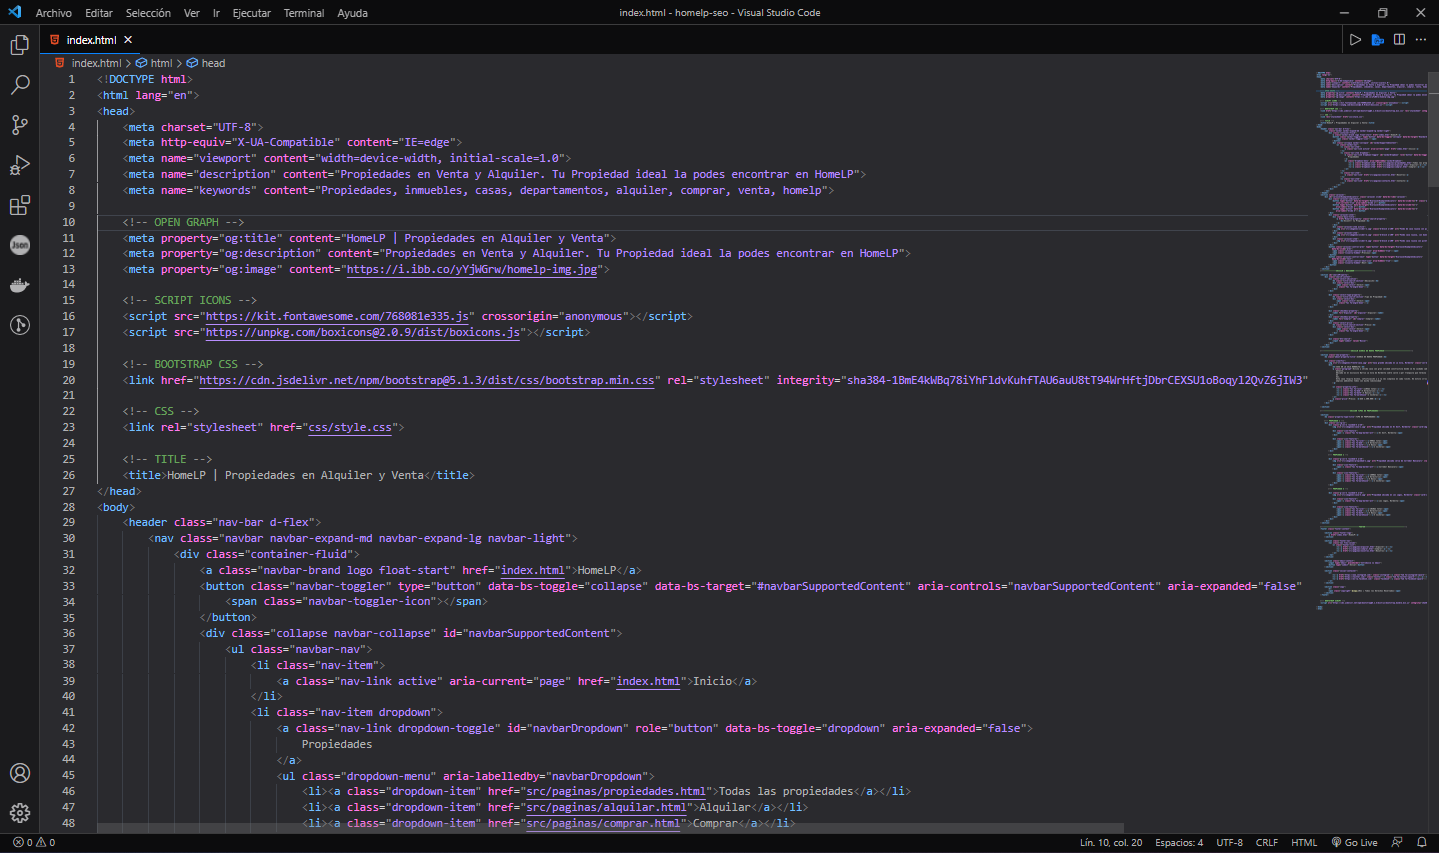 Archivo Editar Selección Ver Ir Ejecutar Terminal Ayuda
index.html - homelp-seo - Visual Studio Code
index.html
index.html > html > head
1 <!DOCTYPE html>
2 <html lang="en">
3 <head>
4 <meta charset="UTF-8">
5 <meta http-equiv="X-UA-Compatible" content="IE=edge">
6 <meta name="viewport" content="width=device-width, initial-scale=1.0">
7 <meta name="description" content="Propiedades en Venta y Alquiler. Tu Propiedad ideal la podes encontrar en HomeLP">
8 <meta name="keywords" content="Propiedades, inmuebles, casas, departamentos, alquiler, comprar, venta, homelp">
9
10 <!-- OPEN GRAPH -->
11 <meta property="og:title" content="HomeLP | Propiedades en Alquiler y Venta">
12 <meta property="og:description" content="Propiedades en Venta y Alquiler. Tu Propiedad ideal la podes encontrar en HomeLP">
13 <meta property="og:image" content="https://i.ibb.co/yYjWGrw/homelp-img.jpg">
14
15 <!-- SCRIPT ICONS -->
16 <script src="https://kit.fontawesome.com/768081e335.js" crossorigin="anonymous"></script>
17 <script src="https://unpkg.com/boxicons@2.0.9/dist/boxicons.js"></script>
18
19 <!-- BOOTSTRAP CSS -->
20 <link href="https://cdn.jsdelivr.net/npm/bootstrap@5.1.3/dist/css/bootstrap.min.css" rel="stylesheet" integrity="sha384-1BmE4kWBq78iYhFldvKuhfTAU6auU8tT94WrHftjDbrCEXSU1oBoqyl2QvZ6jIW3"
21
22 <!-- CSS -->
23 <link rel="stylesheet" href="css/style.css">
24
25 <!-- TITLE -->
26 <title>HomeLP | Propiedades en Alquiler y Venta</title>
27 </head>
28 <body>
29 <header class="nav-bar d-flex">
30 <nav class="navbar navbar-expand-md navbar-expand-lg navbar-light">
31 <div class="container-fluid">
32 <a class="navbar-brand logo float-start" href="index.html">HomeLP</a>
33 <button class="navbar-toggler" type="button" data-bs-toggle="collapse" data-bs-target="#navbarSupportedContent" aria-controls="navbarSupportedContent" aria-expanded="false"
34 <span class="navbar-toggler-icon"></span>
35 </button>
36 <div class="collapse navbar-collapse" id="navbarSupportedContent">
37 <ul class="navbar-nav">
38 <li class="nav-item">
39 <a class="nav-link active" aria-current="page" href="index.html">Inicio</a>
40 </li>
41 <li class="nav-item dropdown">
42 <a class="nav-link dropdown-toggle" id="navbarDropdown" role="button" data-bs-toggle="dropdown" aria-expanded="false">
43 Propiedades
44 </a>
45 <ul class="dropdown-menu" aria-labelledby="navbarDropdown">
46 <li><a class="dropdown-item" href="src/paginas/propiedades.html">Todas las propiedades</a></li>
47 <li><a class="dropdown-item" href="src/paginas/alquilar.html">Alquilar</a></li>
48 <li><a class="dropdown-item" href="src/paginas/comprar.html">Comprar</a></li>
Json
0 0
Lín. 10, col. 20 Espacios: 4 UTF-8 CRLF HTML Go Live